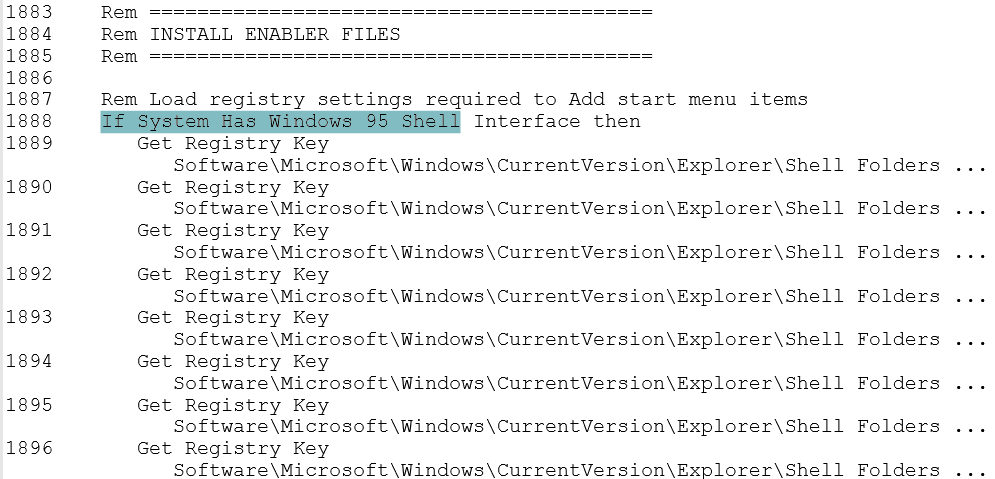 1883 Rem ==========================================
1884 Rem INSTALL ENABLER FILES
1885 Rem ==========================================
1886
1887 Rem Load registry settings required to Add start menu items
1888 If System Has Windows 95 Shell Interface then
1889 Get Registry Key
Software\Microsoft\Windows\CurrentVersion\Explorer\Shell Folders ...
1890 Get Registry Key
Software\Microsoft\Windows\CurrentVersion\Explorer\Shell Folders ...
1891 Get Registry Key
Software\Microsoft\Windows\CurrentVersion\Explorer\Shell Folders ...
1892 Get Registry Key
Software\Microsoft\Windows\CurrentVersion\Explorer\Shell Folders ...
1893 Get Registry Key
Software\Microsoft\Windows\CurrentVersion\Explorer\Shell Folders ...
1894 Get Registry Key
Software\Microsoft\Windows\CurrentVersion\Explorer\Shell Folders ...
1895 Get Registry Key
Software\Microsoft\Windows\CurrentVersion\Explorer\Shell Folders ...
1896 Get Registry Key
Software\Microsoft\Windows\CurrentVersion\Explorer\Shell Folders ...